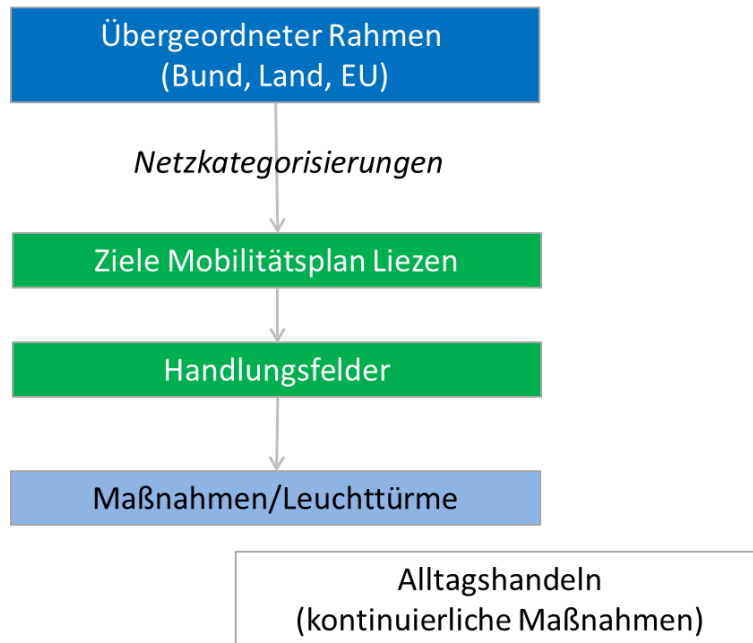 Übergeordneter Rahmen
(Bund, Land, EU)
Netzkategorisierungen
Ziele Mobilitätsplan Liezen
Handlungsfelder
Maßnahmen/Leuchttürme
Alltagshandeln
(kontinuierliche Maßnahmen)